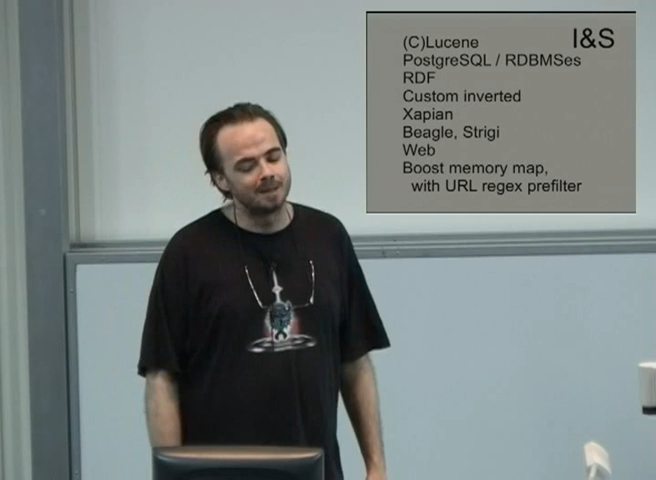 I&S
(C)Lucene
PostgreSQL / RDBMSes
RDF
Custom inverted
Xapian
Beagle, Strigi
Web
Boost memory map,
with URL regex prefilter